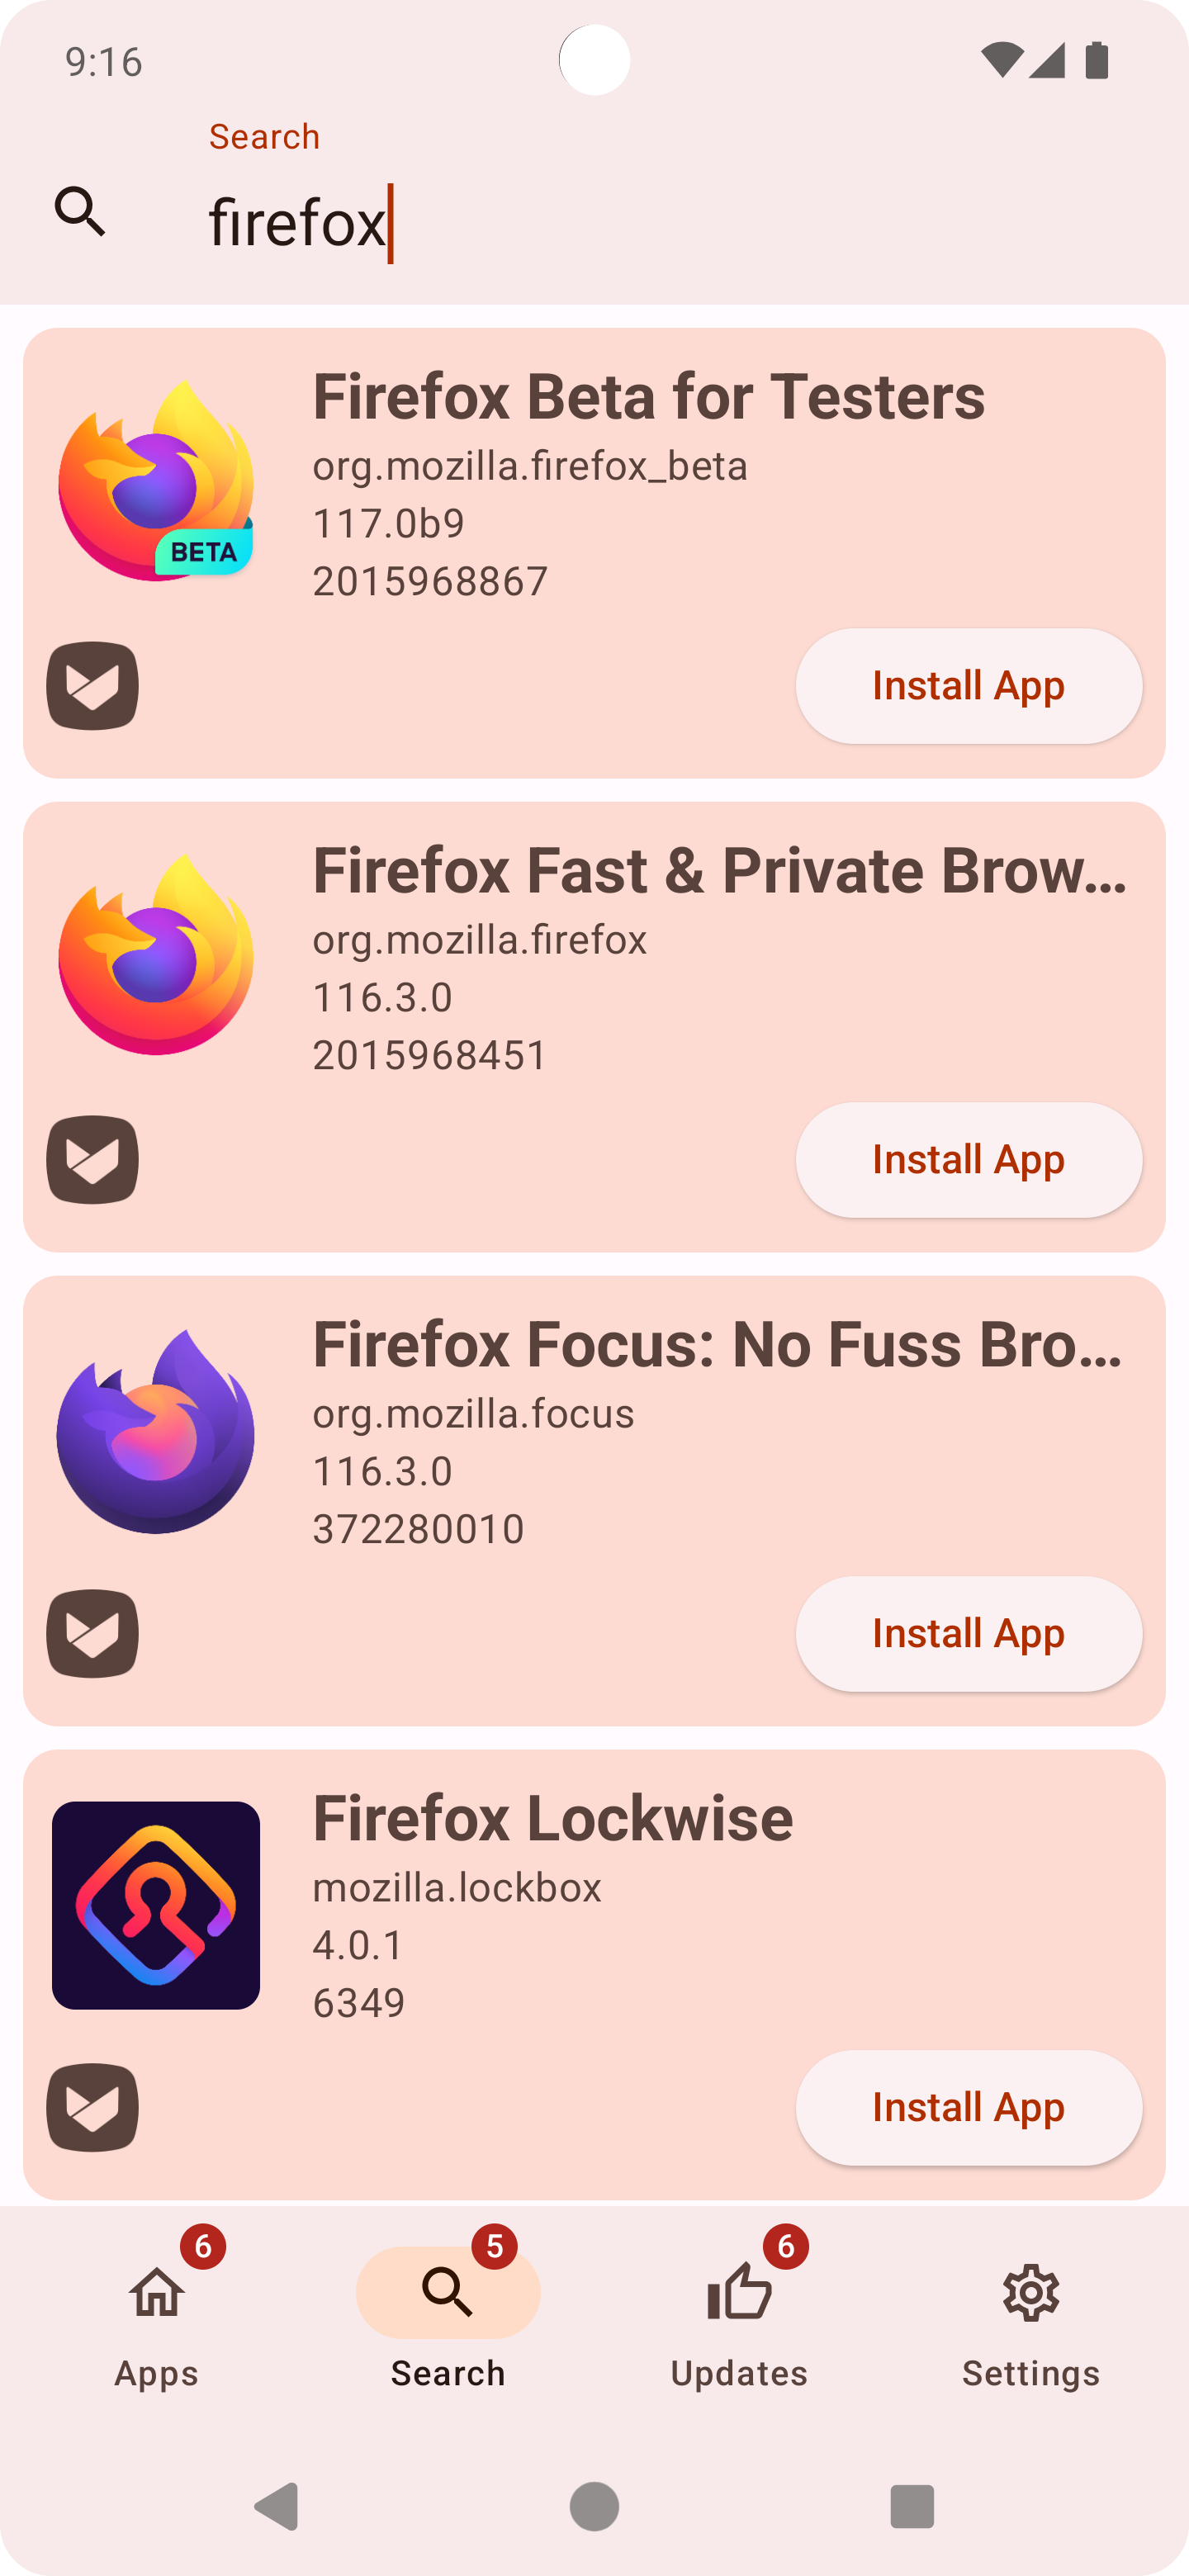 9:16
Search
firefox
Firefox Beta for Testers
org.mozilla.firefox_beta
117.0b9
2015968867
BETA
Install App
Firefox Fast & Private Brow...
org.mozilla.firefox
116.3.0
2015968451
Install App
Firefox Focus: No Fuss Bro...
org.mozilla.focus
116.3.0
372280010
Install App
Firefox Lockwise
mozilla.lockbox
4.0.1
6349
Install App
6 5 6
Apps Search Updates Settings